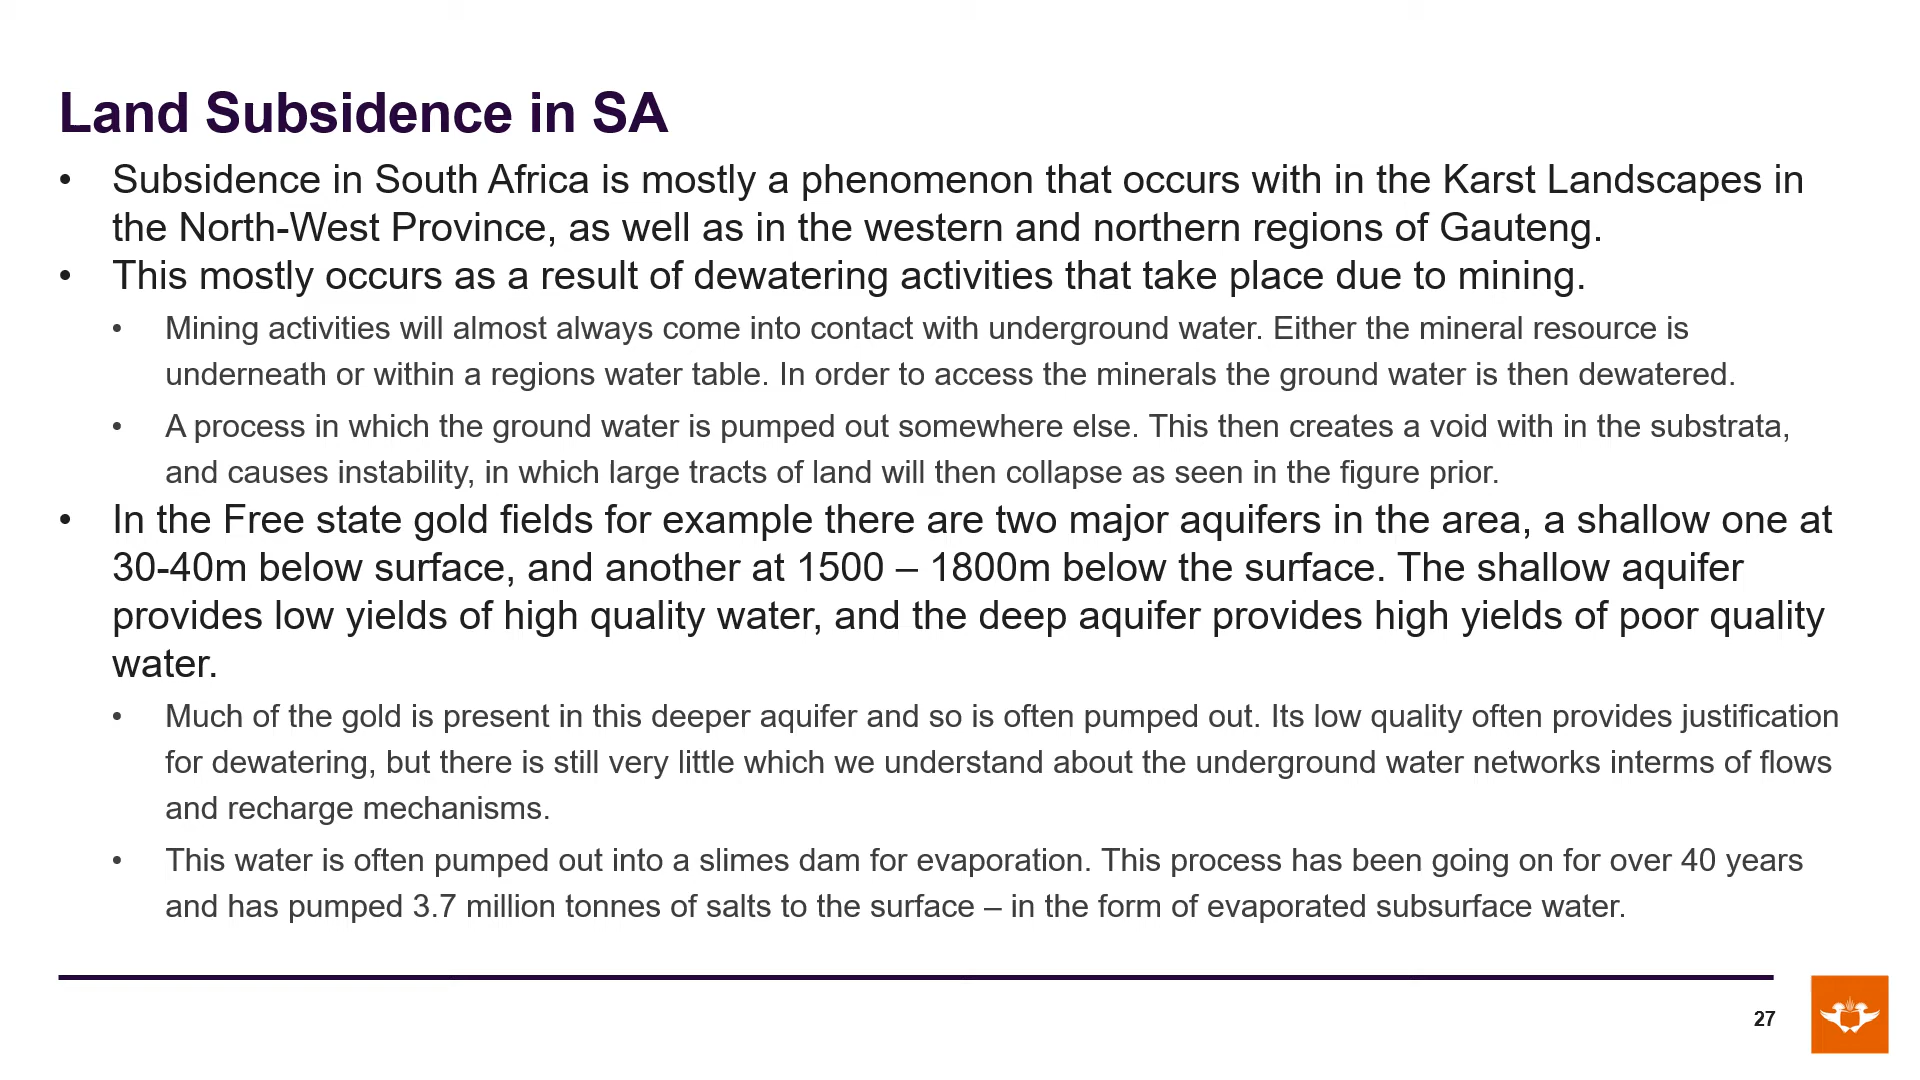 Land Subsidence in SA
• Subsidence in South Africa is mostly a phenomenon that occurs with in the Karst Landscapes in
the North-West Province, as well as in the western and northern regions of Gauteng.
• This mostly occurs as a result of dewatering activities that take place due to mining.
• Mining activities will almost always come into contact with underground water. Either the mineral resource is
underneath or within a regions water table. In order to access the minerals the ground water is then dewatered.
• A process in which the ground water is pumped out somewhere else. This then creates a void with in the substrata,
and causes instability, in which large tracts of land will then collapse as seen in the figure prior.
• In the Free state gold fields for example there are two major aquifers in the area, a shallow one at
30-40m below surface, and another at 1500 – 1800m below the surface. The shallow aquifer
provides low yields of high quality water, and the deep aquifer provides high yields of poor quality
water.
• Much of the gold is present in this deeper aquifer and so is often pumped out. Its low quality often provides justification
for dewatering, but there is still very little which we understand about the underground water networks interms of flows
and recharge mechanisms.
• This water is often pumped out into a slimes dam for evaporation. This process has been going on for over 40 years
and has pumped 3.7 million tonnes of salts to the surface – in the form of evaporated subsurface water.
27